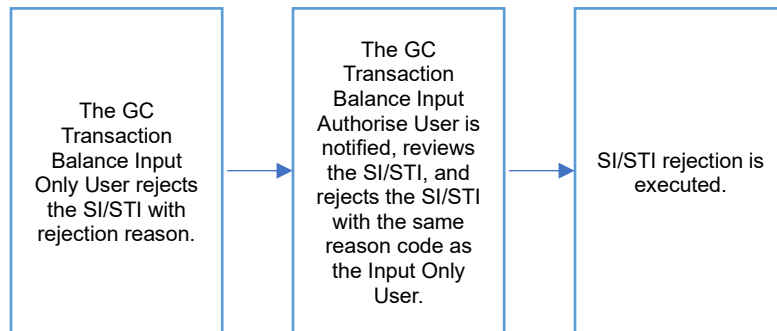 The GC
Transaction
Balance Input
Only User rejects
the SI/STI with
rejection reason.
The GC
Transaction
Balance Input
Authorise User is
notified, reviews
the SI/STI, and
rejects the SI/STI
with the same
reason code as
the Input Only
User.
SI/STI rejection is
executed.